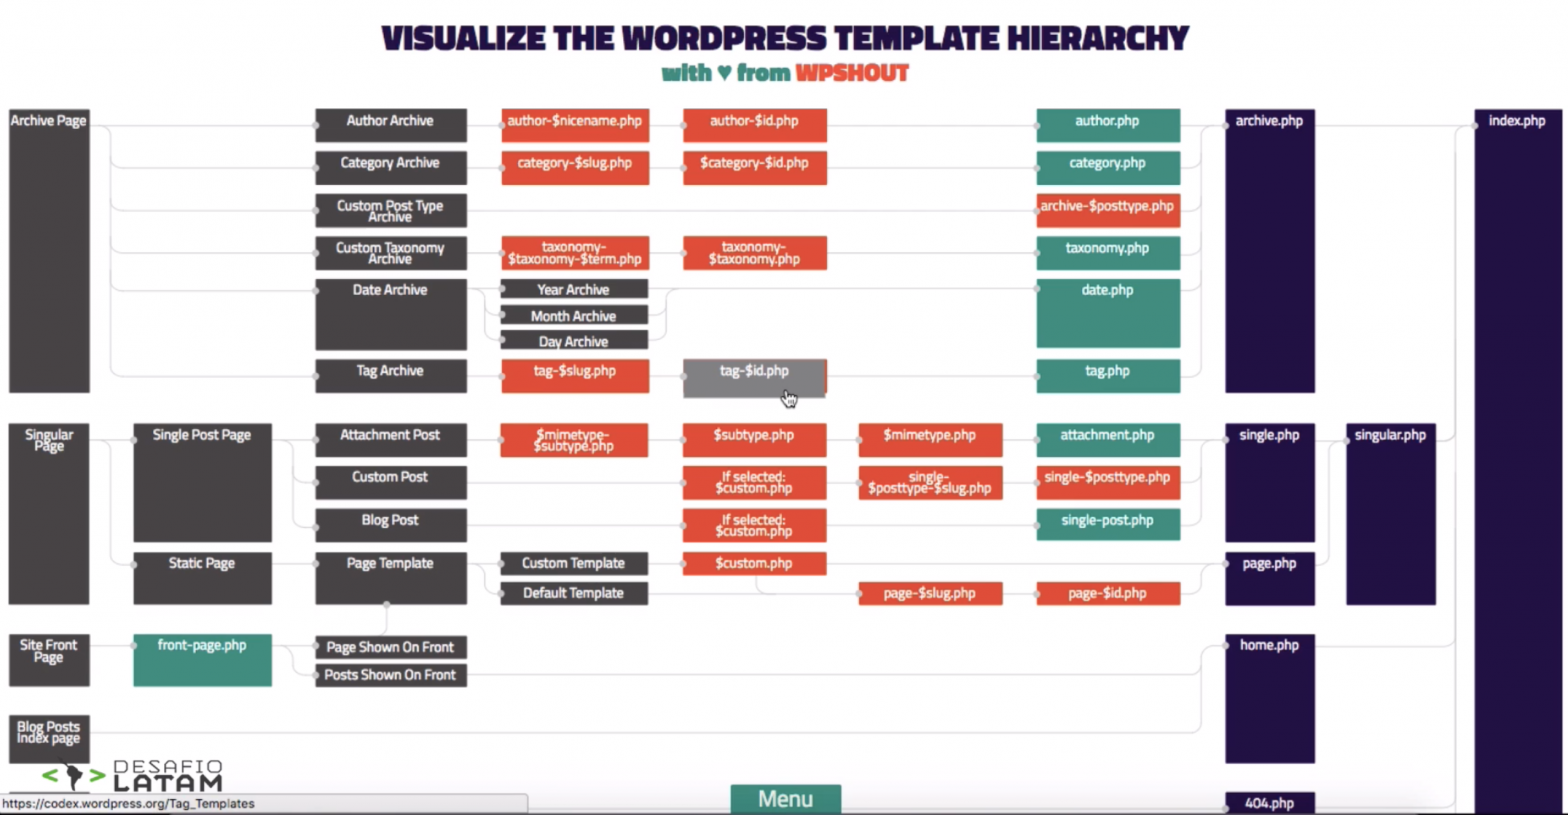 VISUALIZE THE WORDPRESS TEMPLATE HIERARCHY
with ♥ from WPSHOUT
Archive Page
Author Archive
author-$nicename.php
author-$id.php
author.php
archive.php
index.php
Category Archive
category-$slug.php
$category-$id.php
category.php
Custom Post Type
Archive
archive-$posttype.php
Custom Taxonomy
Archive
taxonomy-
$taxonomy-$term.php
taxonomy-
$taxonomy.php
taxonomy.php
Date Archive
Year Archive
Month Archive
Day Archive
date.php
Tag Archive
tag-$slug.php
tag-$id.php
tag.php
Singular
Page
Single Post Page
Attachment Post
$mimetype-
$subtype.php
$subtype.php
$mimetype.php
attachment.php
single.php
singular.php
Custom Post
If selected:
$custom.php
single-
$posttype-$slug.php
single-$posttype.php
Blog Post
If selected:
$custom.php
single-post.php
Static Page
Page Template
Custom Template
$custom.php
page.php
Default Template
page-$slug.php
page-$id.php
Site Front
Page
front-page.php
Page Shown On Front
Posts Shown On Front
home.php
Blog Posts
Index page
DESAFIO
LATAM
https://codex.wordpress.org/Tag_Templates
Menu
404.php